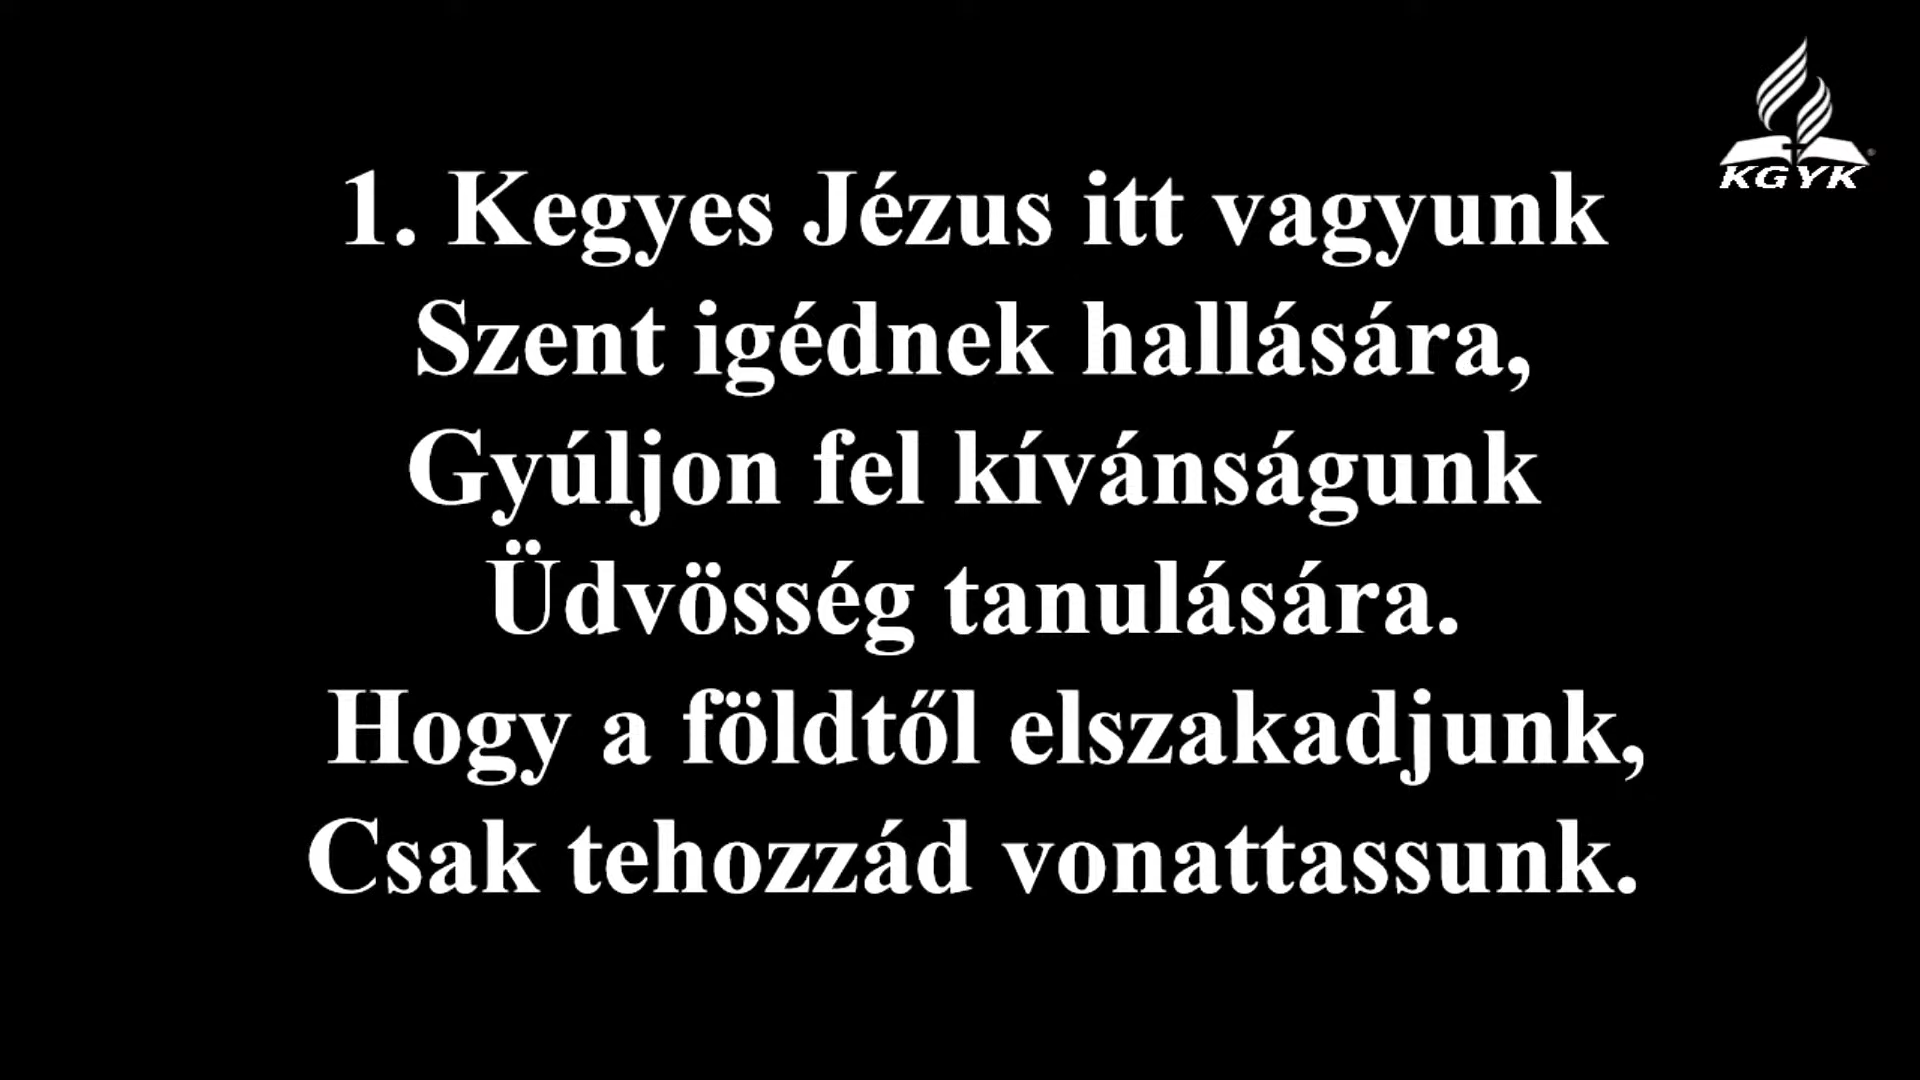 KGYK
1. Kegyes Jézus itt vagyunk
Szent igédnek hallására,
Gyúljon fel kívánságunk
Üdvösség tanulására.
Hogy a földtől elszakadjunk,
Csak tehozzád vonattassunk.